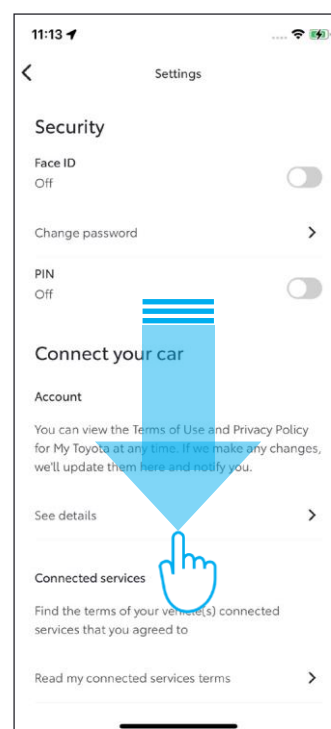 11:13
Settings
Security
Face ID
Off
Change password
PIN
Off
Connect your car
Account
You can view the Terms of Use and Privacy Policy
for My Toyota at any time. If we make any changes,
we'll update them here and notify you.
See details
Connected services
Find the terms of your vehicle(s) connected
services that you agreed to
Read my connected services terms